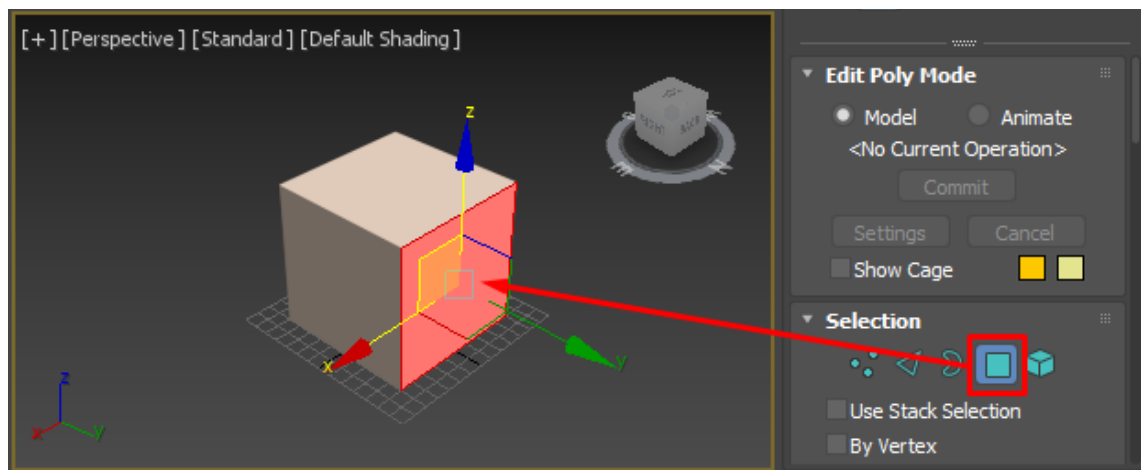 [+][Perspective][Standard][Default Shading]
z
x
y
z
x
y
Edit Poly Mode
Model Animate
<No Current Operation>
Commit
Settings Cancel
Show Cage
Selection
Use Stack Selection
By Vertex